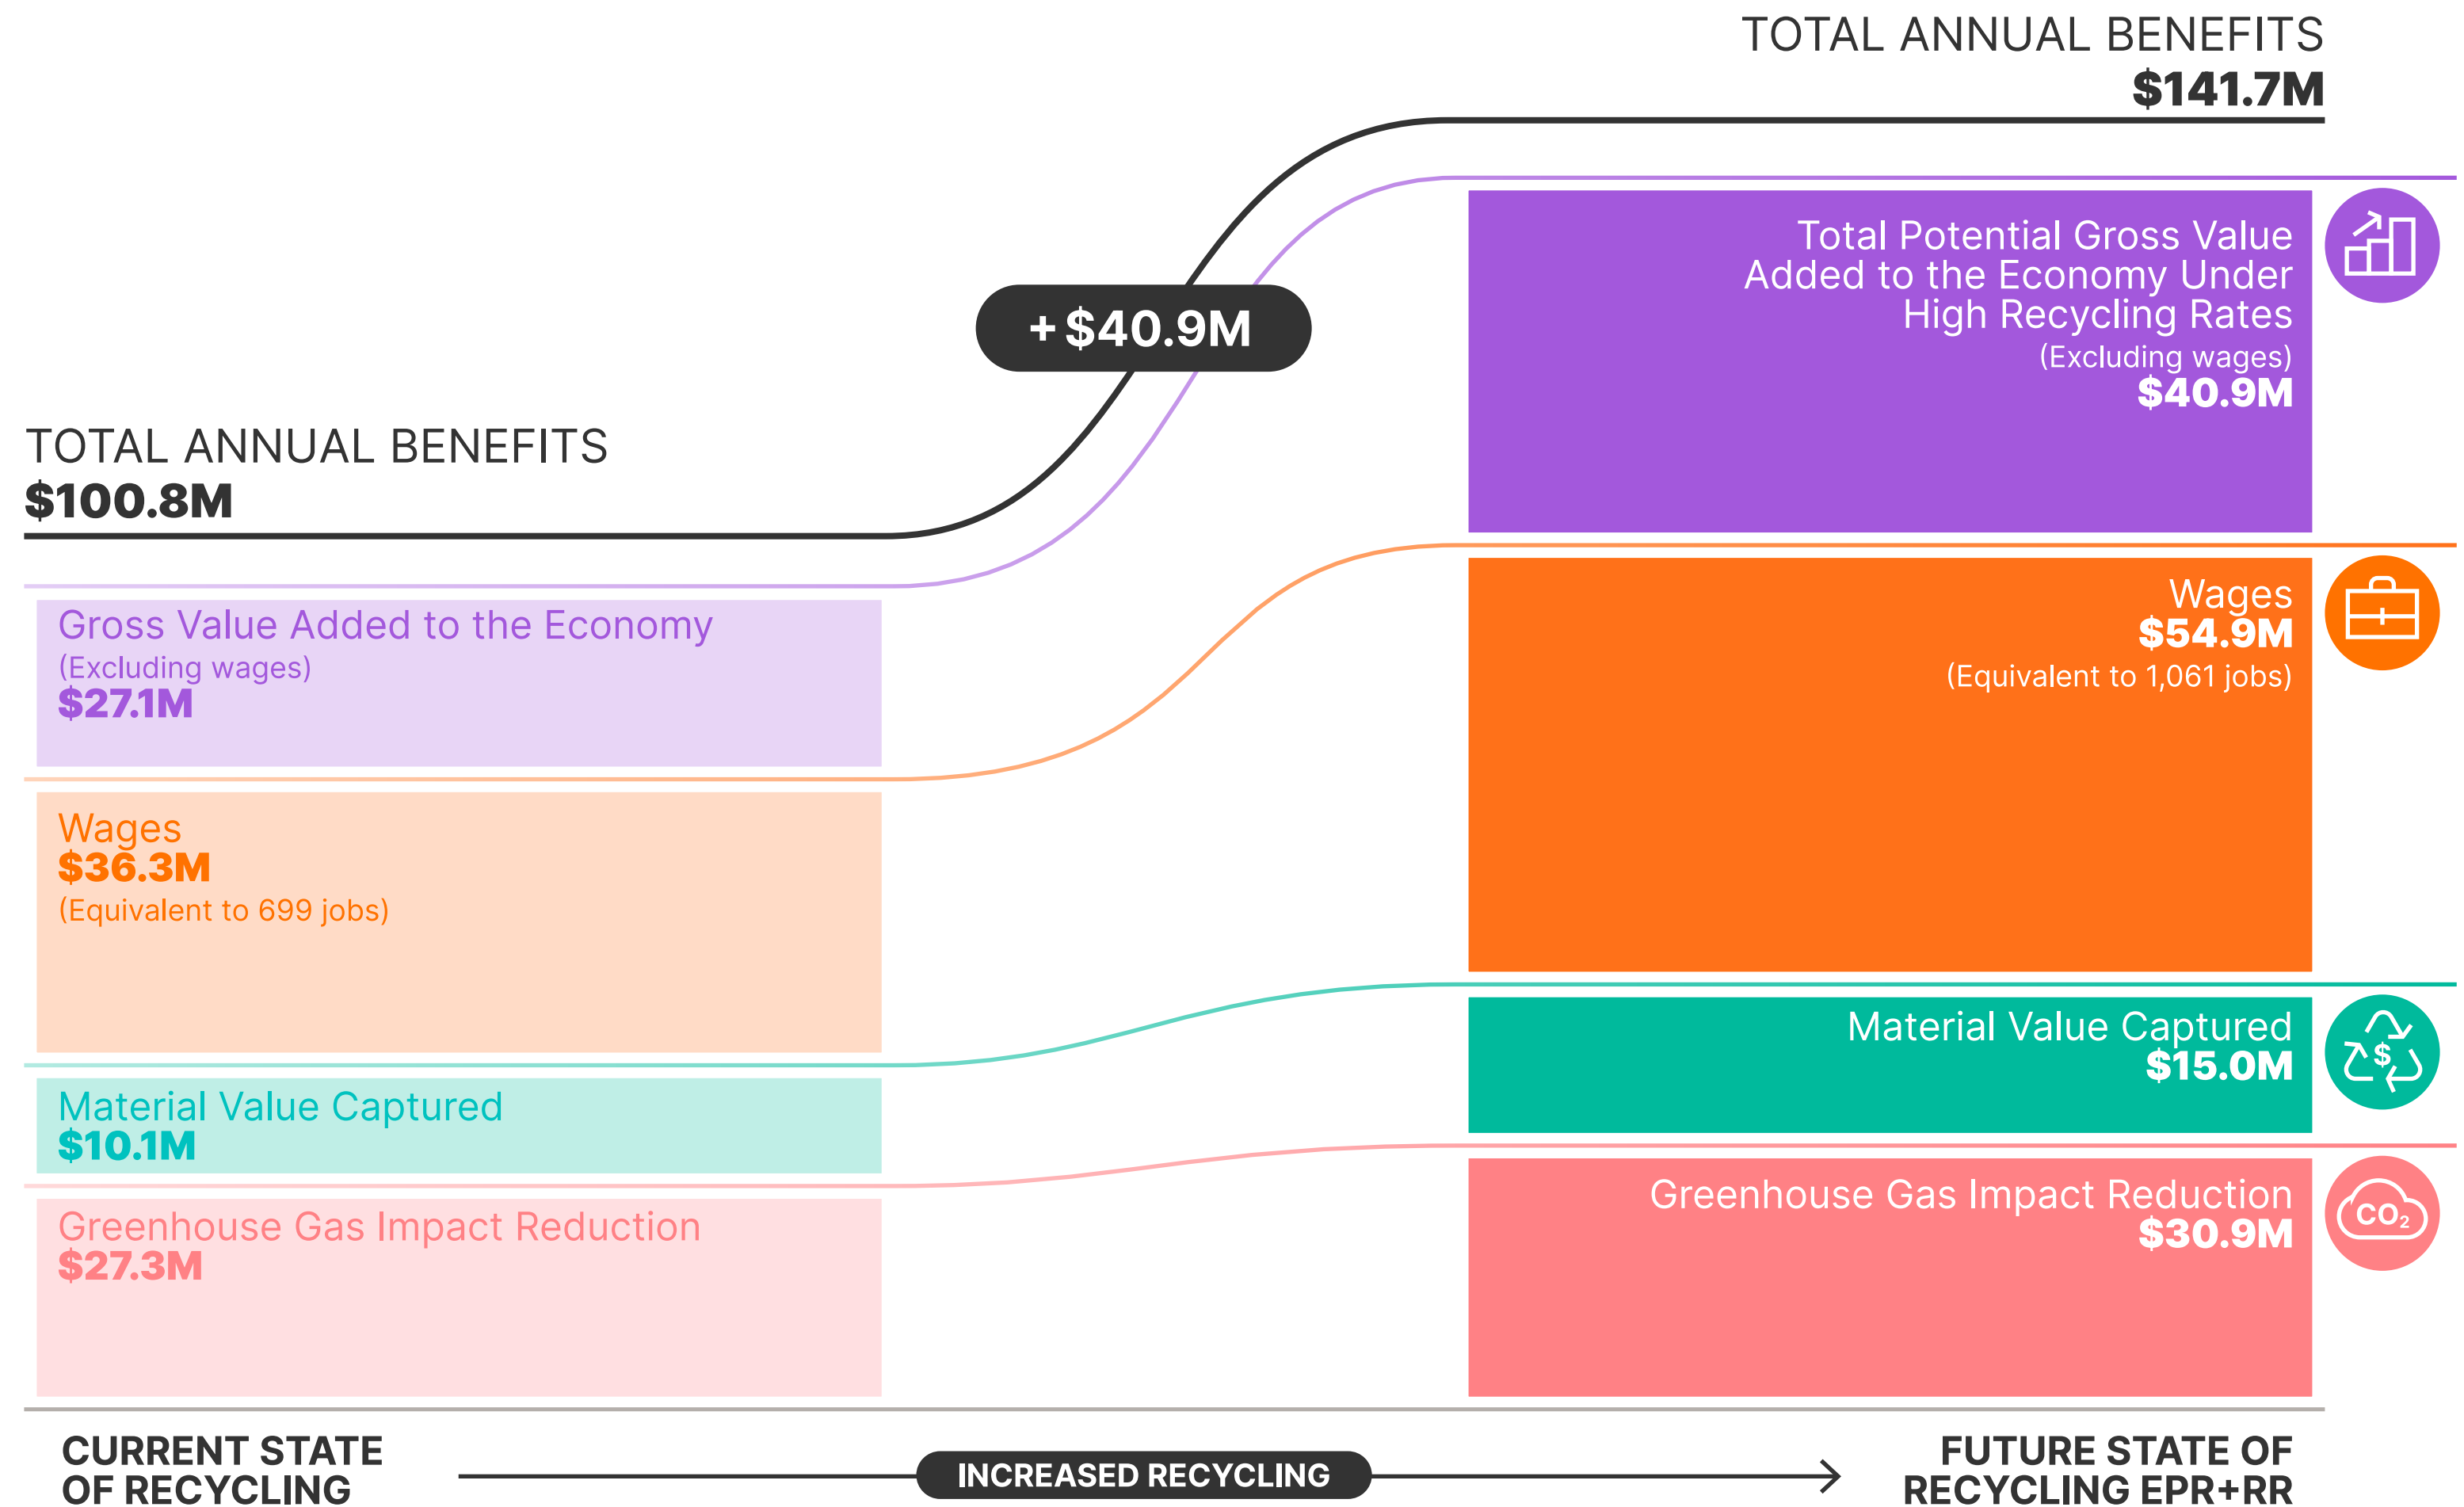 TOTAL ANNUAL BENEFITS
$141.7M
Total Potential Gross Value
Added to the Economy Under
High Recycling Rates
(Excluding wages)
$40.9M
+$40.9M
TOTAL ANNUAL BENEFITS
$100.8M
Gross Value Added to the Economy
(Excluding wages)
$27.1M
Wages
$54.9M
(Equivalent to 1,061 jobs)
Wages
$36.3M
(Equivalent to 699 jobs)
Material Value Captured
$15.0M
$
Material Value Captured
$10.1M
Greenhouse Gas Impact Reduction
$30.9M
CO₂
Greenhouse Gas Impact Reduction
$27.3M
CURRENT STATE
OF RECYCLING
INCREASED RECYCLING
FUTURE STATE OF
RECYCLING EPR+RR